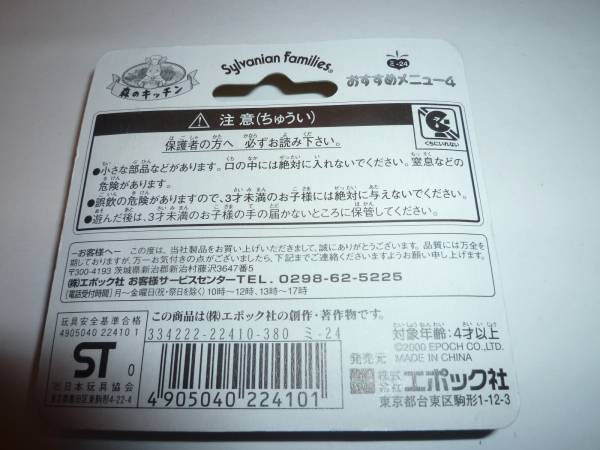 Sylvanian Families®
森のキッチン
ミ-24
おすすめメニュー4
注意(ちゅうい)
くちにいれない
保護者の方へ 必ずお読み下さい。
●小さな部品などがあります。口の中には絶対に入れないでください。窒息などの
危険があります。
●誤飲の危険がありますので、3才未満のお子様には絶対に与えないでください。
●遊んだ後は、3才未満のお子様の手の届かないところに保管してください。
―お客様へ― この度は、当社製品をお買い上げいただきまして、誠にありがとうございます。品質には万全を
期しておりますが、万一お気付きの点がございましたら、下記までご連絡くださいますようお願い申し上げます。
〒300-4193 茨城県新治郡新治村藤沢3647番5
(株)エポック社 お客様サービスセンターTEL. 0298-62-5225
[電話受付時間]月~金曜日(祝・祭日を除く)10時~12時、13時~17時
玩具安全基準合格
4905040 22410 1
ST 0
日本玩具協会
東京都墨田区東駒形4-22-4
この商品は(株)エポック社の創作・著作物です。
334222-22410-380 ミ-24
4 905040 224101
対象年齢:4才以上
©2000 EPOCH CO.,LTD.
MADE IN CHINA
発売元
株式会社 エポック社
東京都台東区駒形1-12-3